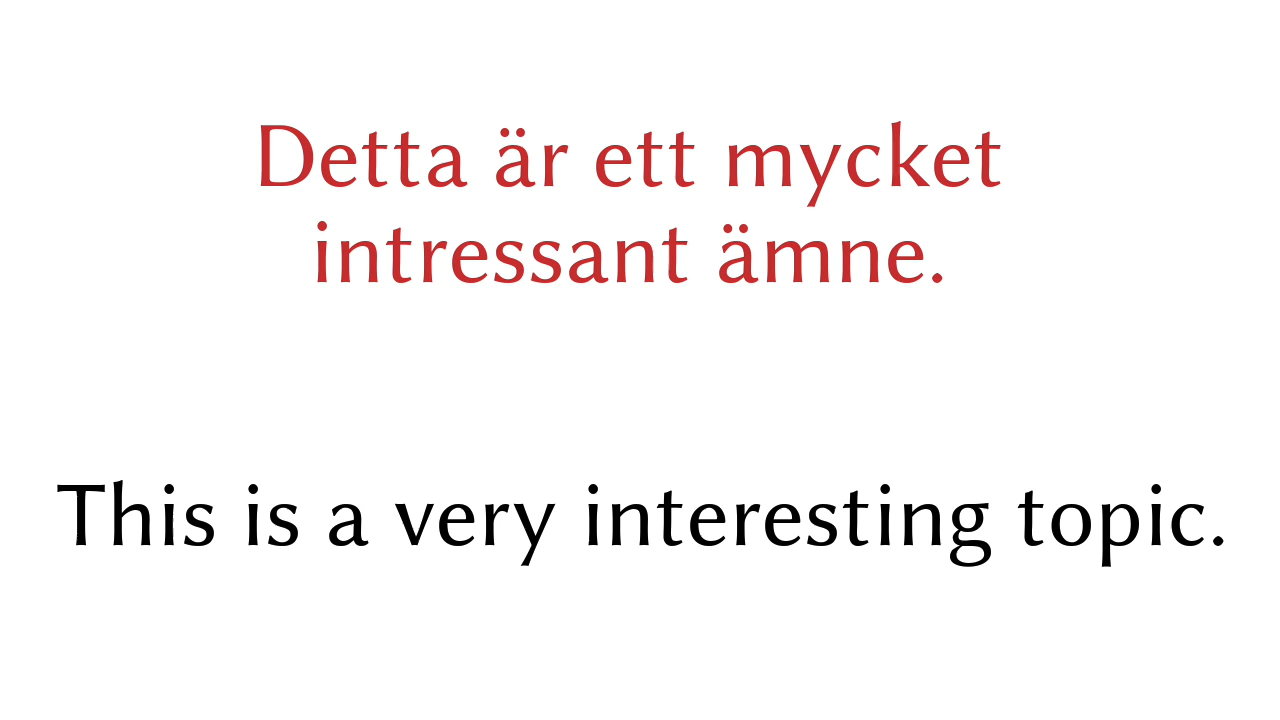 Detta är ett mycket
intressant ämne.
This is a very interesting topic.